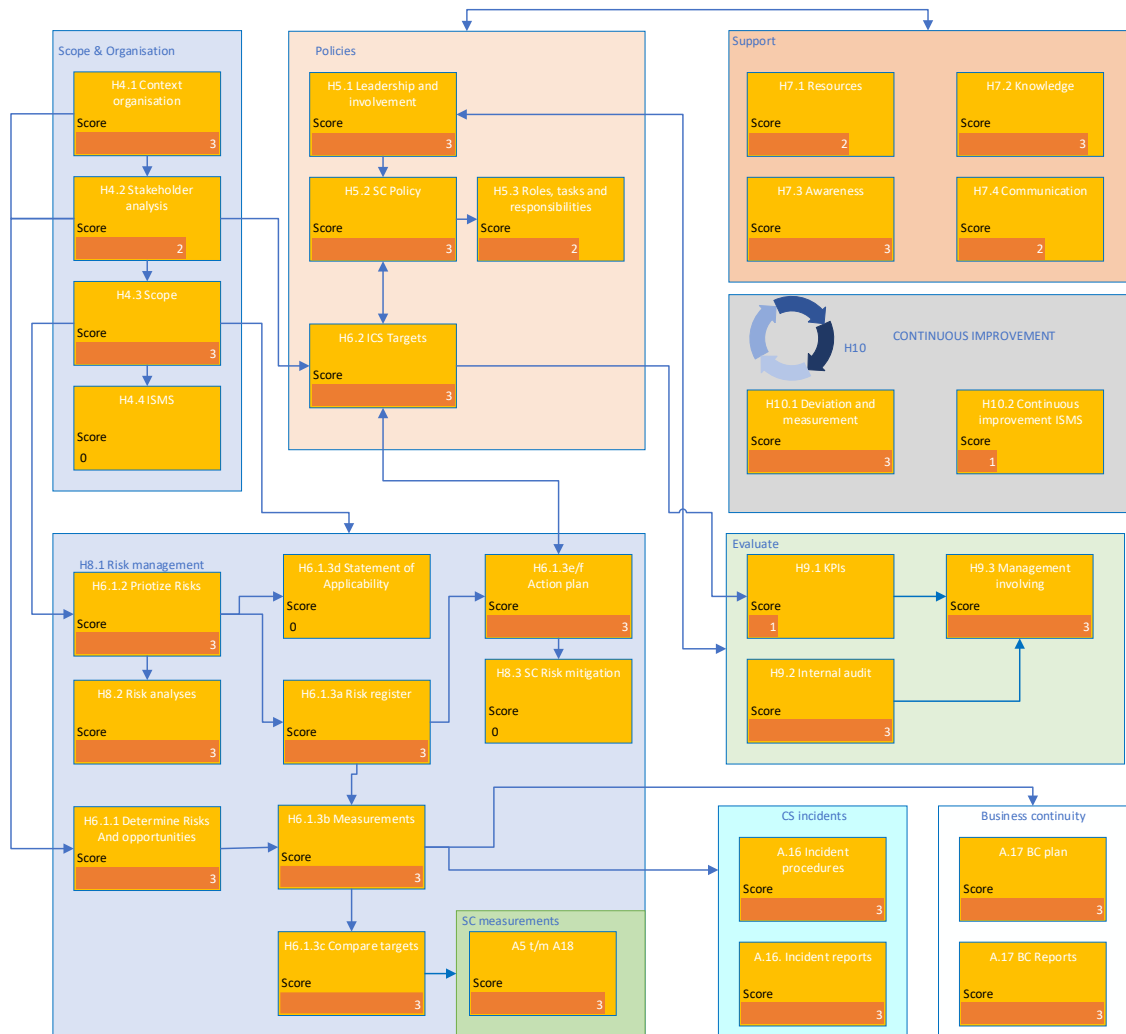 Scope & Organisation
H4.1 Context
organisation
Score
3
H4.2 Stakeholder
analysis
Score
2
H4.3 Scope
Score
3
H4.4 ISMS
Score
0
Policies
H5.1 Leadership and
involvement
Score
3
H5.2 SC Policy
Score
3
H5.3 Roles, tasks and
responsibilities
Score
2
H6.2 ICS Targets
Score
3
Support
H7.1 Resources
Score
2
H7.2 Knowledge
Score
3
H7.3 Awareness
Score
3
H7.4 Communication
Score
2
H10
CONTINUOUS IMPROVEMENT
H10.1 Deviation and
measurement
Score
3
H10.2 Continuous
improvement ISMS
Score
1
H8.1 Risk management
H6.1.2 Priotize Risks
Score
3
H6.1.3d Statement of
Applicability
Score
0
H6.1.3e/f
Action plan
Score
3
H8.2 Risk analyses
Score
3
H6.1.3a Risk register
Score
3
H8.3 SC Risk mitigation
Score
0
H6.1.1 Determine Risks
And opportunities
Score
3
H6.1.3b Measurements
Score
3
H6.1.3c Compare targets
Score
3
SC measurements
A5 t/m A18
Score
3
Evaluate
H9.1 KPIs
Score
1
H9.3 Management
involving
Score
3
H9.2 Internal audit
Score
3
CS incidents
A.16 Incident
procedures
Score
3
A.16. Incident reports
Score
3
Business continuity
A.17 BC plan
Score
3
A.17 BC Reports
Score
3